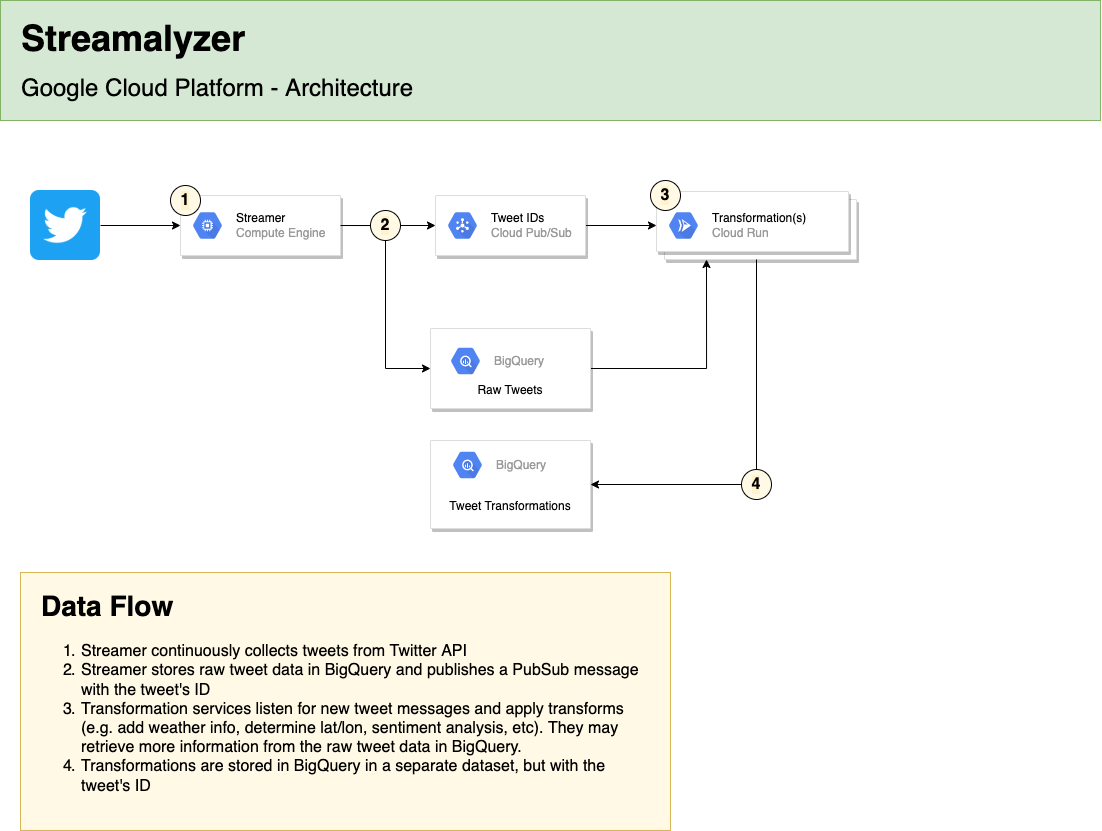 Streamalyzer
Google Cloud Platform - Architecture
1
Streamer
Compute Engine
2
Tweet IDs
Cloud Pub/Sub
3
Transformation(s)
Cloud Run
BigQuery
Raw Tweets
BigQuery
Tweet Transformations
4
Data Flow
1. Streamer continuously collects tweets from Twitter API
2. Streamer stores raw tweet data in BigQuery and publishes a PubSub message
with the tweet's ID
3. Transformation services listen for new tweet messages and apply transforms
(e.g. add weather info, determine lat/lon, sentiment analysis, etc). They may
retrieve more information from the raw tweet data in BigQuery.
4. Transformations are stored in BigQuery in a separate dataset, but with the
tweet's ID